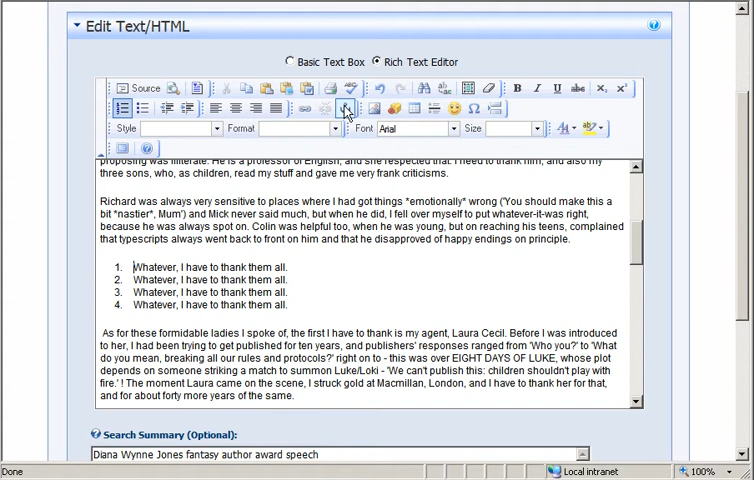 Edit Text/HTML
Basic Text Box Rich Text Editor
Source B I U abc x₂ x²
Style Format Font Arial Size
proposing was illiterate. He is a professor of English, and she respected that. I need to thank him, and also my
three sons, who, as children, read my stuff and gave me very frank criticisms.
Richard was always very sensitive to places where I had got things *emotionally* wrong ('You should make this a
bit *nastier*, Mum') and Mick never said much, but when he did, I fell over myself to put whatever-it-was right,
because he was always spot on. Colin was helpful too, when he was young, but on reaching his teens, complained
that typescripts always went back to front on him and that he disapproved of happy endings on principle.
1. Whatever, I have to thank them all.
2. Whatever, I have to thank them all.
3. Whatever, I have to thank them all.
4. Whatever, I have to thank them all.
As for these formidable ladies I spoke of, the first I have to thank is my agent, Laura Cecil. Before I was introduced
to her, I had been trying to get published for ten years, and publishers' responses ranged from 'Who you?' to 'What
do you mean, breaking all our rules and protocols?' right on to - this was over EIGHT DAYS OF LUKE, whose plot
depends on someone striking a match to summon Luke/Loki - 'We can't publish this: children shouldn't play with
fire.' ! The moment Laura came on the scene, I struck gold at Macmillan, London, and I have to thank her for that,
and for about forty more years of the same.
Search Summary (Optional):
Diana Wynne Jones fantasy author award speech
Done Local intranet 100%